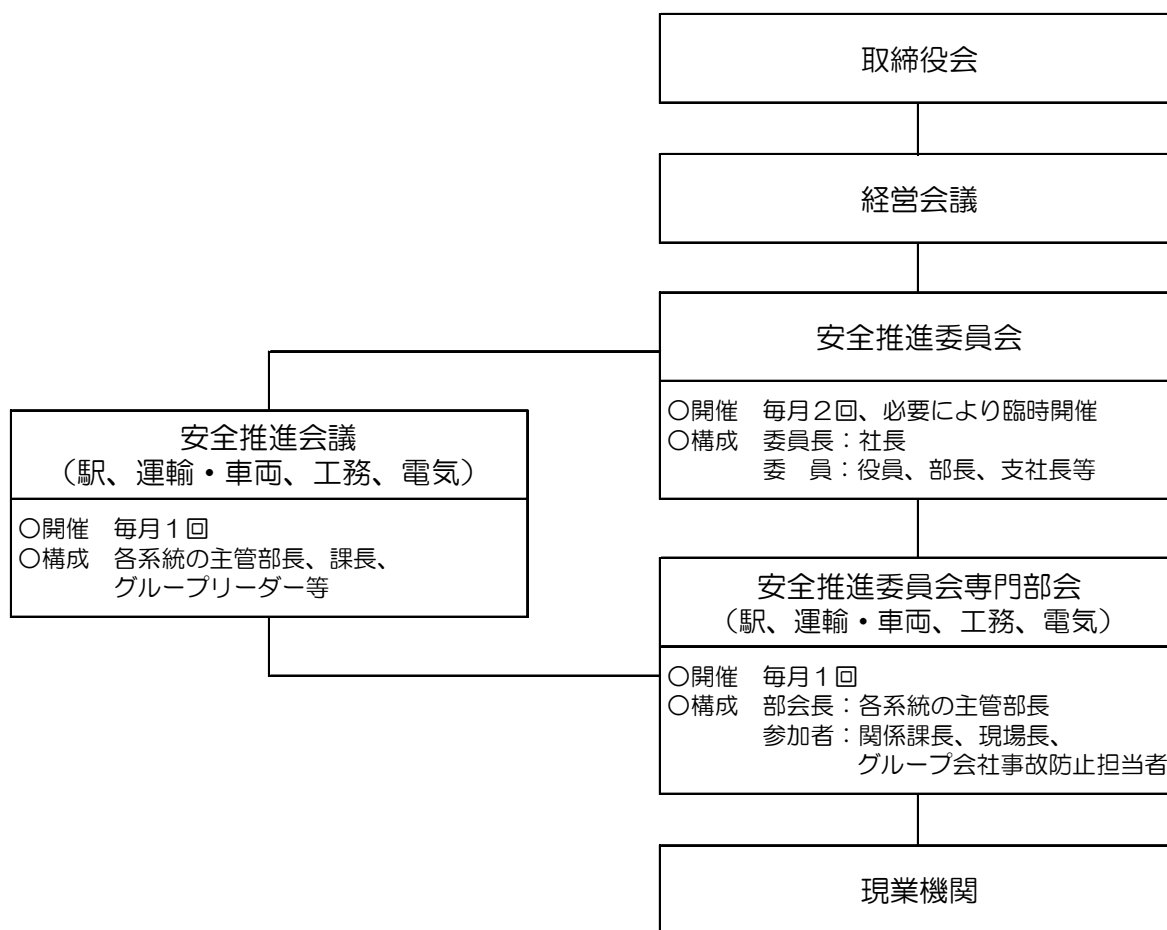 取締役会
経営会議
安全推進委員会
○開催　毎月２回、必要により臨時開催
○構成　委員長：社長
委　員：役員、部長、支社長等
安全推進会議
（駅、運輸・車両、工務、電気）
○開催　毎月１回
○構成　各系統の主管部長、課長、
グループリーダー等
安全推進委員会専門部会
（駅、運輸・車両、工務、電気）
○開催　毎月１回
○構成　部会長：各系統の主管部長
参加者：関係課長、現場長、
グループ会社事故防止担当者
現業機関